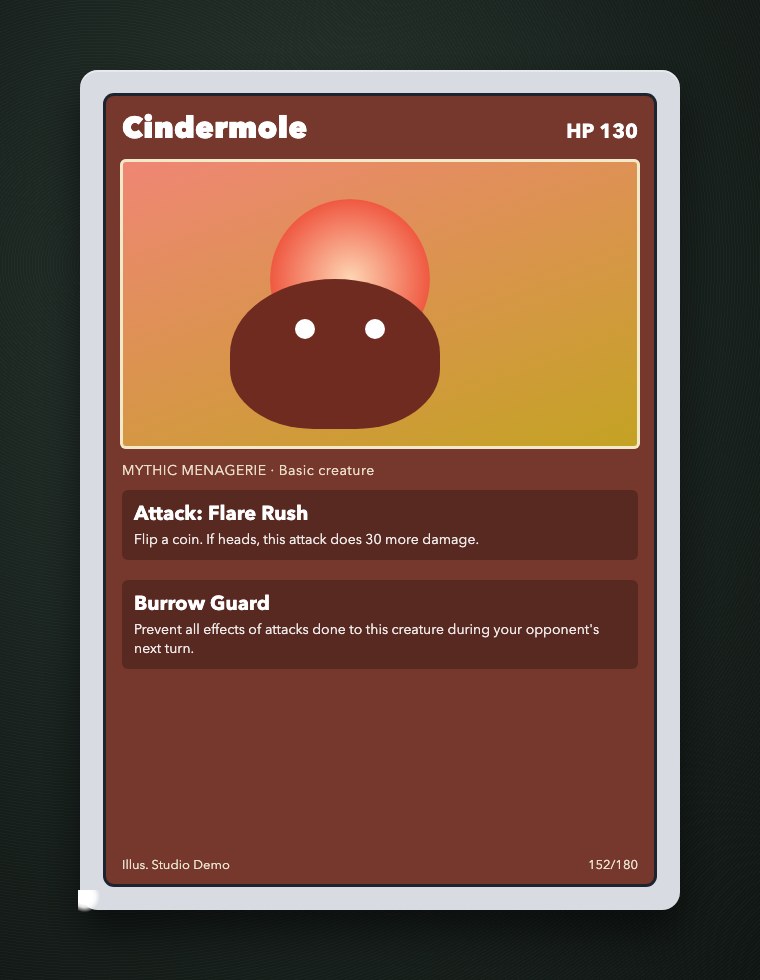 Cindermole
HP 130
MYTHIC MENAGERIE · Basic creature
Attack: Flare Rush
Flip a coin. If heads, this attack does 30 more damage.
Burrow Guard
Prevent all effects of attacks done to this creature during your opponent's
next turn.
Illus. Studio Demo
152/180